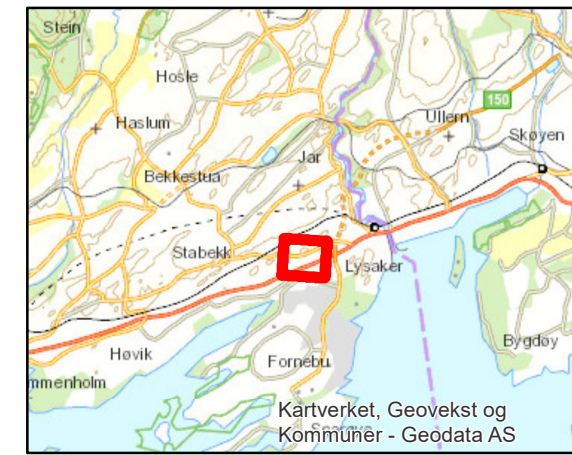 Stein
Hosle
150
Ullern
Haslum
Skøyen
Jar
Bekkestua
Stabekk
Lysaker
Høvik
Bygdøy
Fornebu
mmenholm
Kartverket, Geovekst og
Kommuner - Geodata AS